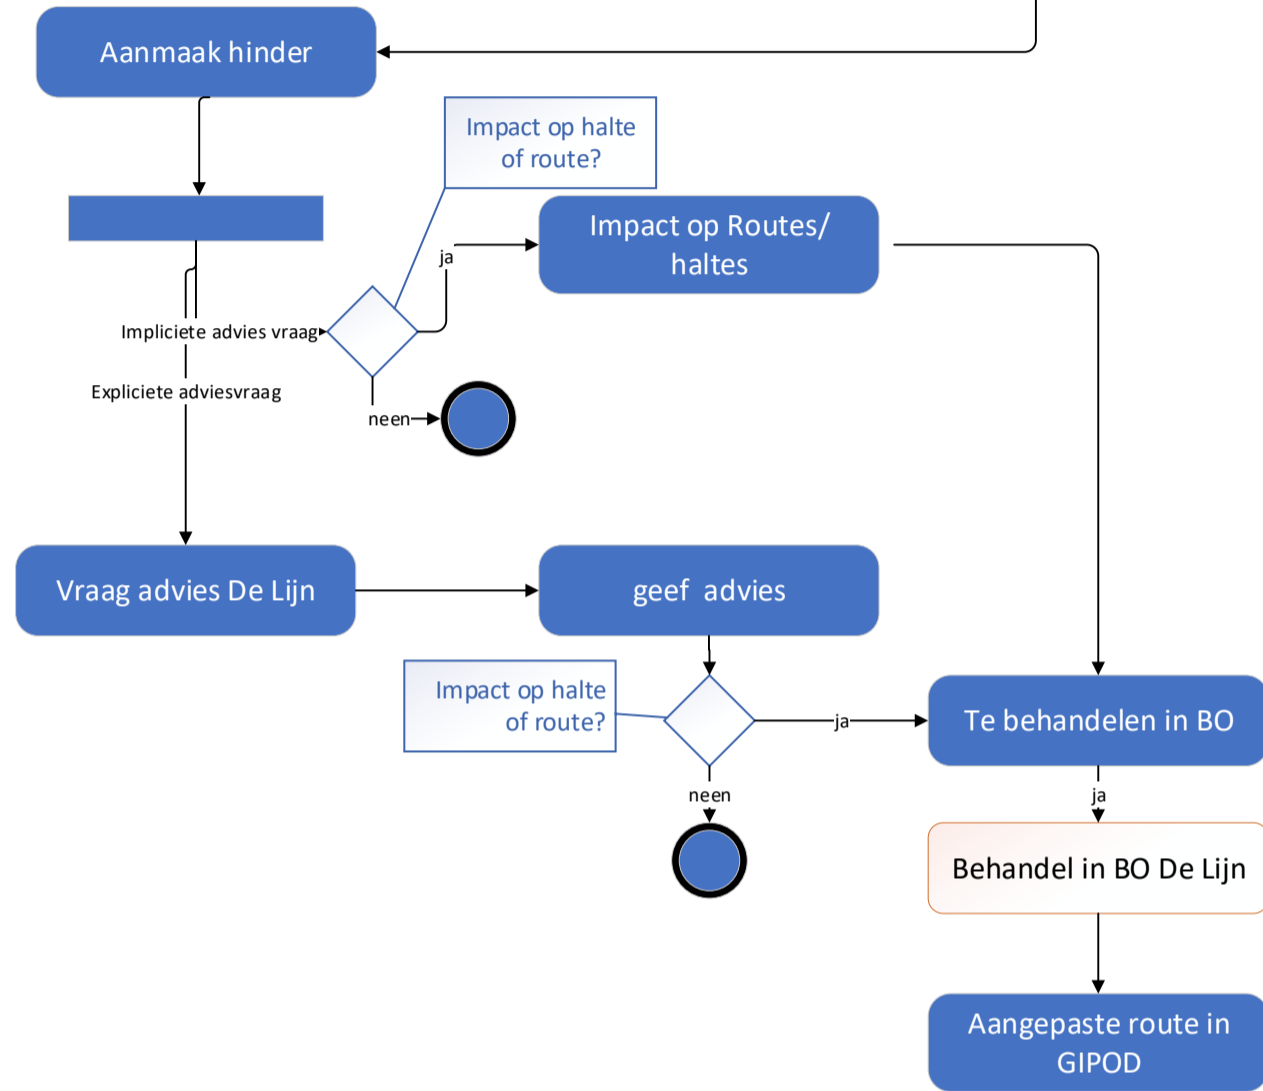 Aanmaak hinder
Impact op halte
of route?
Impact op Routes/
haltes
ja
Impliciete advies vraag
Expliciete adviesvraag
neen
Vraag advies De Lijn
geef  advies
Impact op halte
of route?
ja
Te behandelen in BO
neen
ja
Behandel in BO De Lijn
Aangepaste route in
GIPOD